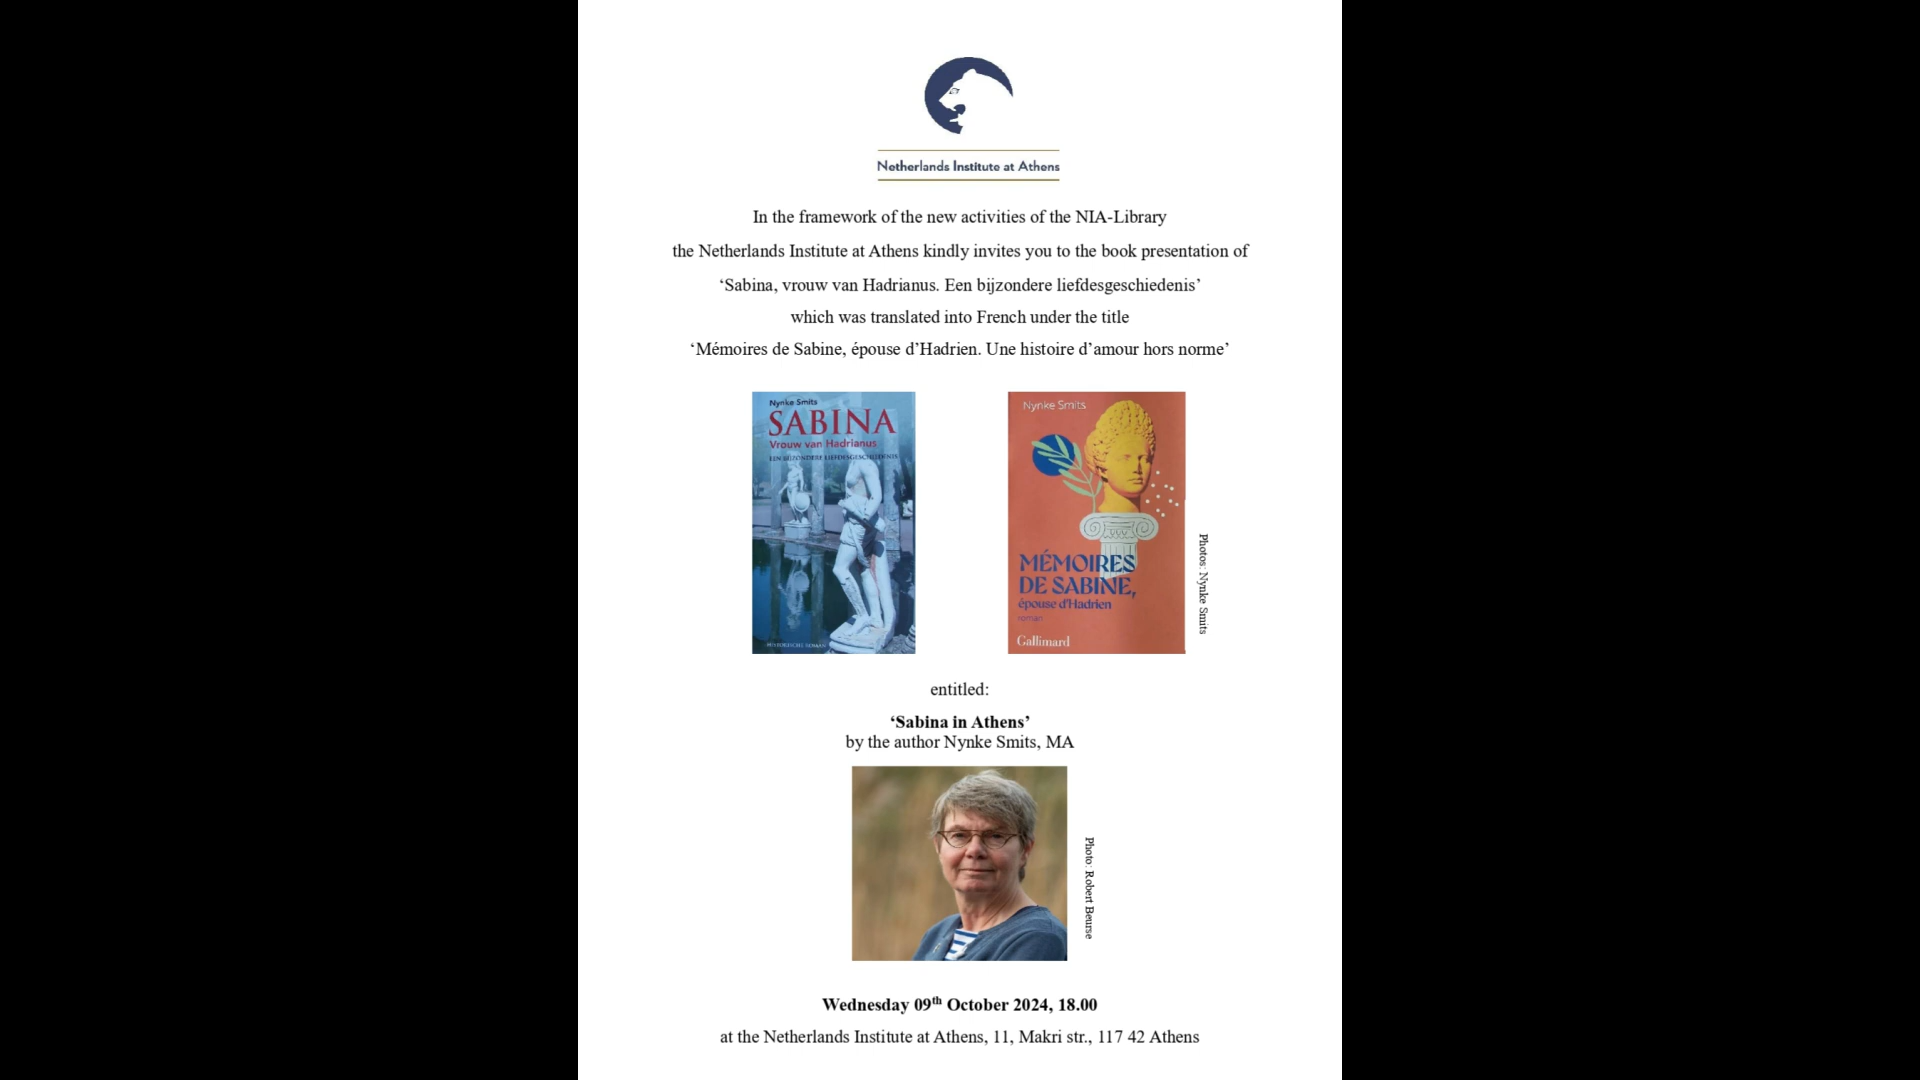 Netherlands Institute at Athens
In the framework of the new activities of the NIA-Library
the Netherlands Institute at Athens kindly invites you to the book presentation of
‘Sabina, vrouw van Hadrianus. Een bijzondere liefdesgeschiedenis’
which was translated into French under the title
‘Mémoires de Sabine, épouse d’Hadrien. Une histoire d’amour hors norme’
Nynke Smits
SABINA
Vrouw van Hadrianus
EEN BIJZONDERE LIEFDESGESCHIEDENIS
HISTORISCHE ROMAN
Nynke Smits
MÉMOIRES
DE SABINE,
épouse d'Hadrien
roman
Gallimard
Photos: Nynke Smits
entitled:
‘Sabina in Athens’
by the author Nynke Smits, MA
Photo: Robert Beurse
Wednesday 09th October 2024, 18.00
at the Netherlands Institute at Athens, 11, Makri str., 117 42 Athens